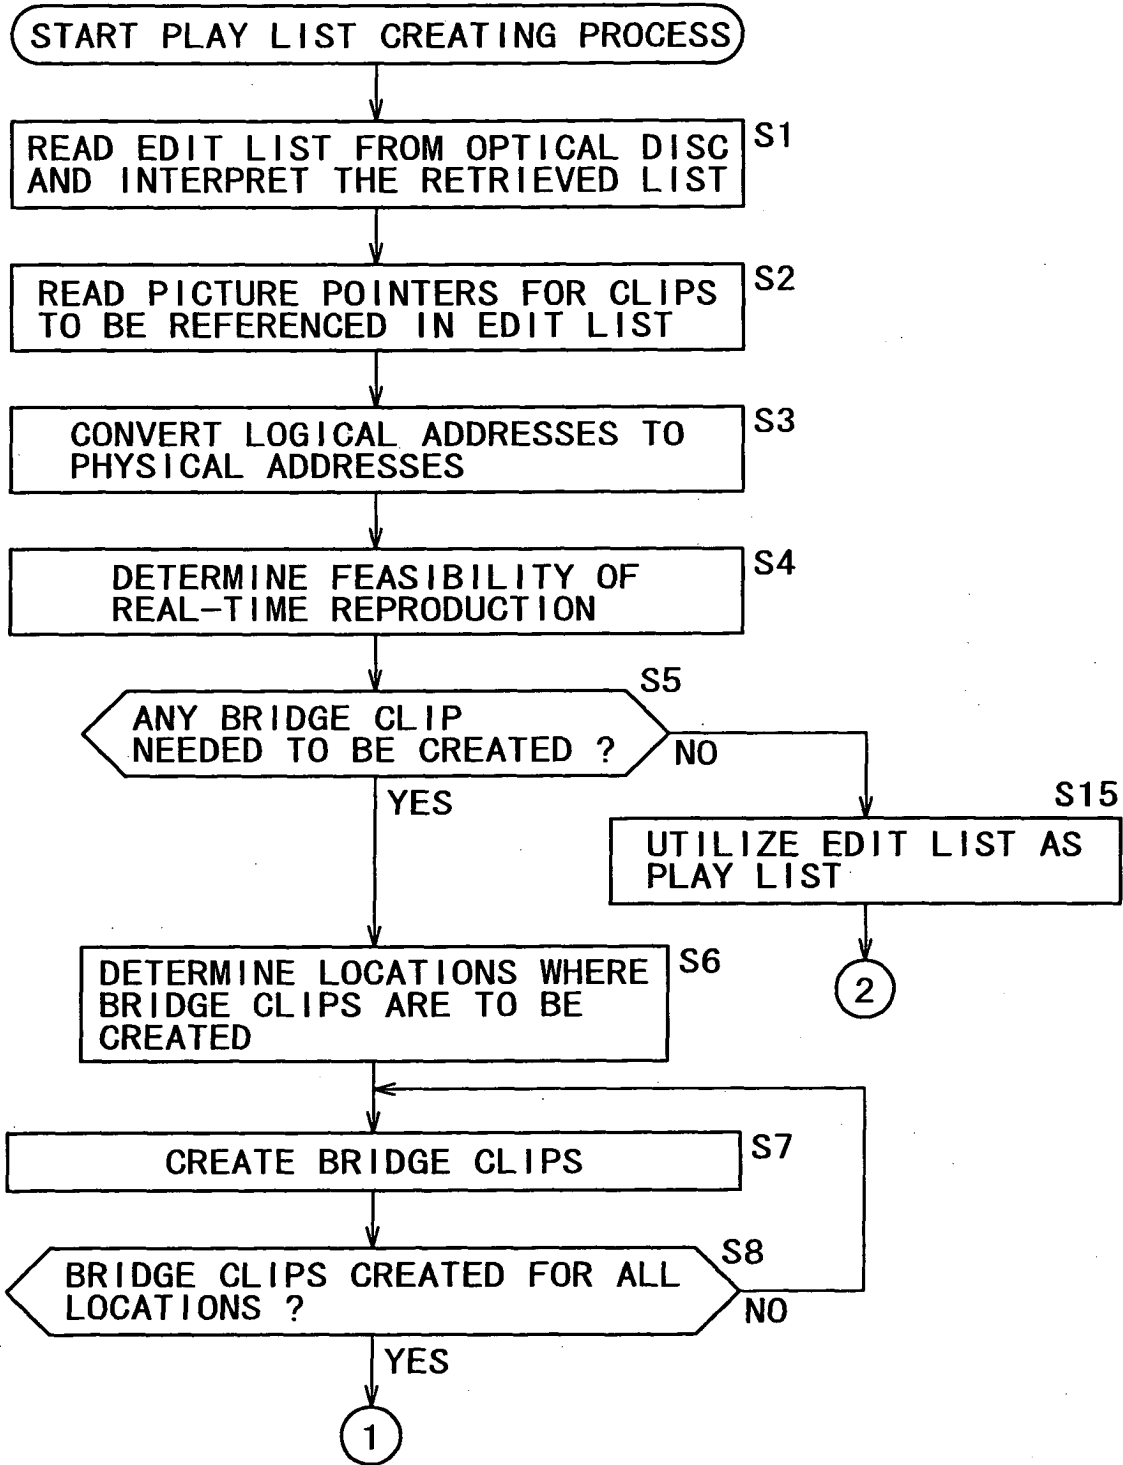 START PLAY LIST CREATING PROCESS
S1
READ EDIT LIST FROM OPTICAL DISC
AND INTERPRET THE RETRIEVED LIST
S2
READ PICTURE POINTERS FOR CLIPS
TO BE REFERENCED IN EDIT LIST
S3
CONVERT LOGICAL ADDRESSES TO
PHYSICAL ADDRESSES
S4
DETERMINE FEASIBILITY OF
REAL-TIME REPRODUCTION
S5
ANY BRIDGE CLIP
NEEDED TO BE CREATED ?
NO
YES
S15
UTILIZE EDIT LIST AS
PLAY LIST
2
S6
DETERMINE LOCATIONS WHERE
BRIDGE CLIPS ARE TO BE
CREATED
S7
CREATE BRIDGE CLIPS
S8
BRIDGE CLIPS CREATED FOR ALL
LOCATIONS ?
NO
YES
1